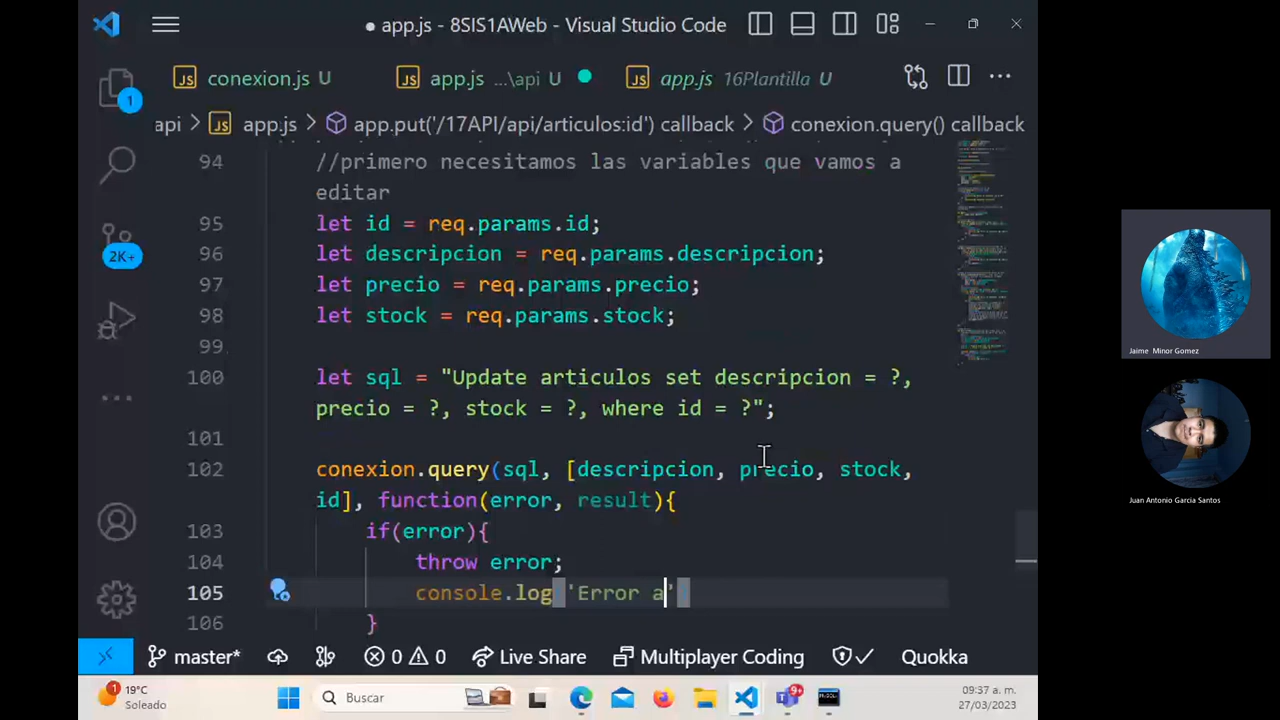 app.js - 8SIS1AWeb - Visual Studio Code
conexion.js U
app.js ...\api U
app.js 16Plantilla U
api > app.js > app.put('/17API/api/articulos:id') callback > conexion.query() callback
94 //primero necesitamos las variables que vamos a
editar
95 let id = req.params.id;
96 let descripcion = req.params.descripcion;
97 let precio = req.params.precio;
98 let stock = req.params.stock;
99
100 let sql = "Update articulos set descripcion = ?,
precio = ?, stock = ?, where id = ?";
101
102 conexion.query(sql, [descripcion, precio, stock,
id], function(error, result){
103 if(error){
104 throw error;
105 console.log('Error a')
106 }
1
2K+
master* 0 0 Live Share Multiplayer Coding Quokka
1
19°C
Soleado
Buscar
9+
09:37 a. m.
27/03/2023
Jaime Minor Gomez
Juan Antonio Garcia Santos